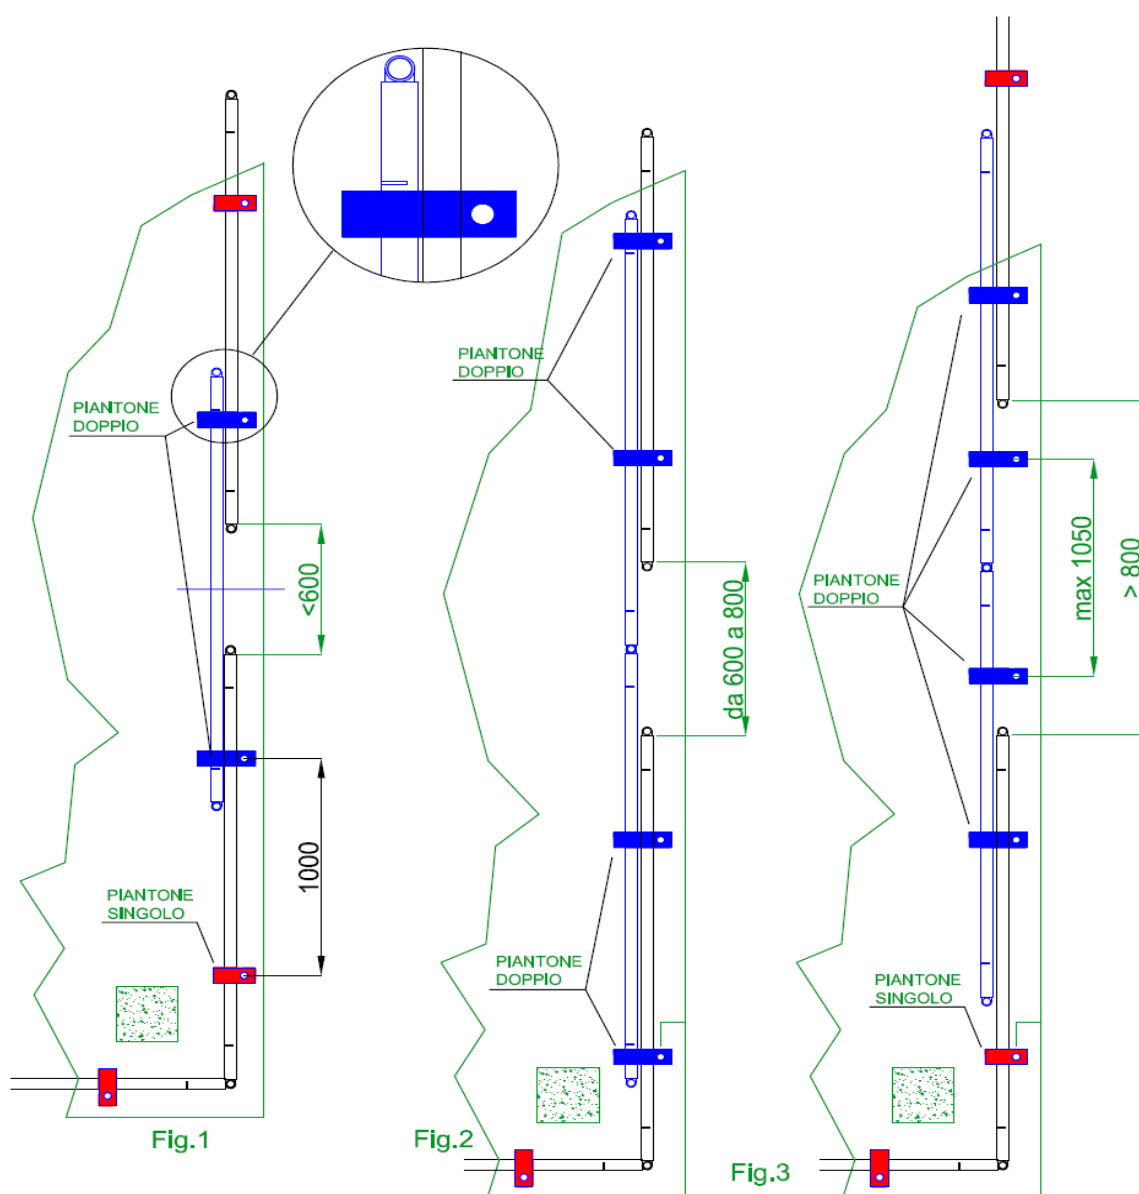 PIANTONE
DOPPIO
<600
1000
PIANTONE
SINGOLO
Fig.1
PIANTONE
DOPPIO
da 600 a 800
PIANTONE
DOPPIO
Fig.2
PIANTONE
DOPPIO
max 1050
> 800
PIANTONE
SINGOLO
Fig.3